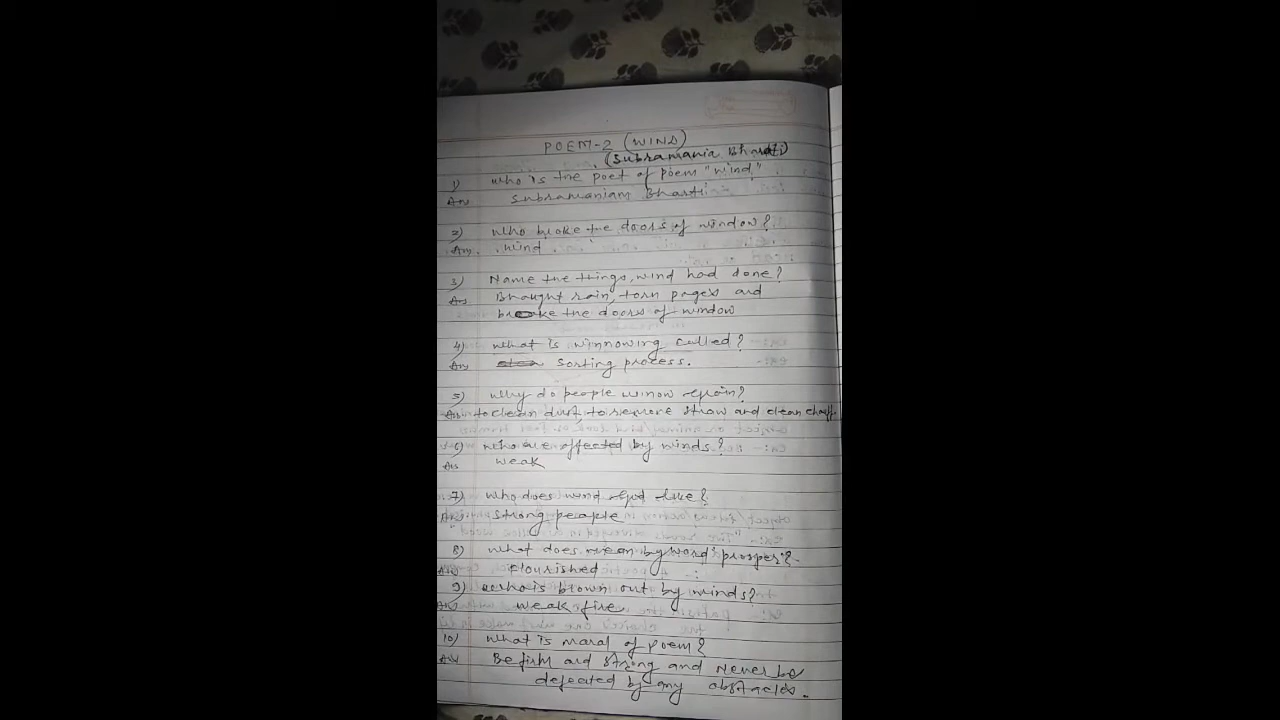 POEM-2 (WIND)
(Subramania Bharati)
1) who is the poet of poem "wind"
Ans Subramaniam Bharti
2) Who broke the doors of window?
Ans. wind
3) Name the things, wind had done?
Ans Bhaught rain, torn pages and
broke the doors of window
4) what is winnowing called?
Ans Sorting process.
5) why do people winow grain?
Ans to clean dust, to remove straw and clean chaff
6) who are affected by winds?
Ans weak
7) who does wind God like?
Ans Strong people
8) what does mean by word 'prosper'?
Ans flourished
9) who is blown out by winds?
Ans weak fire
10) what is moral of poem?
Ans Be firm and strong and Never be
defeated by any obstacles.